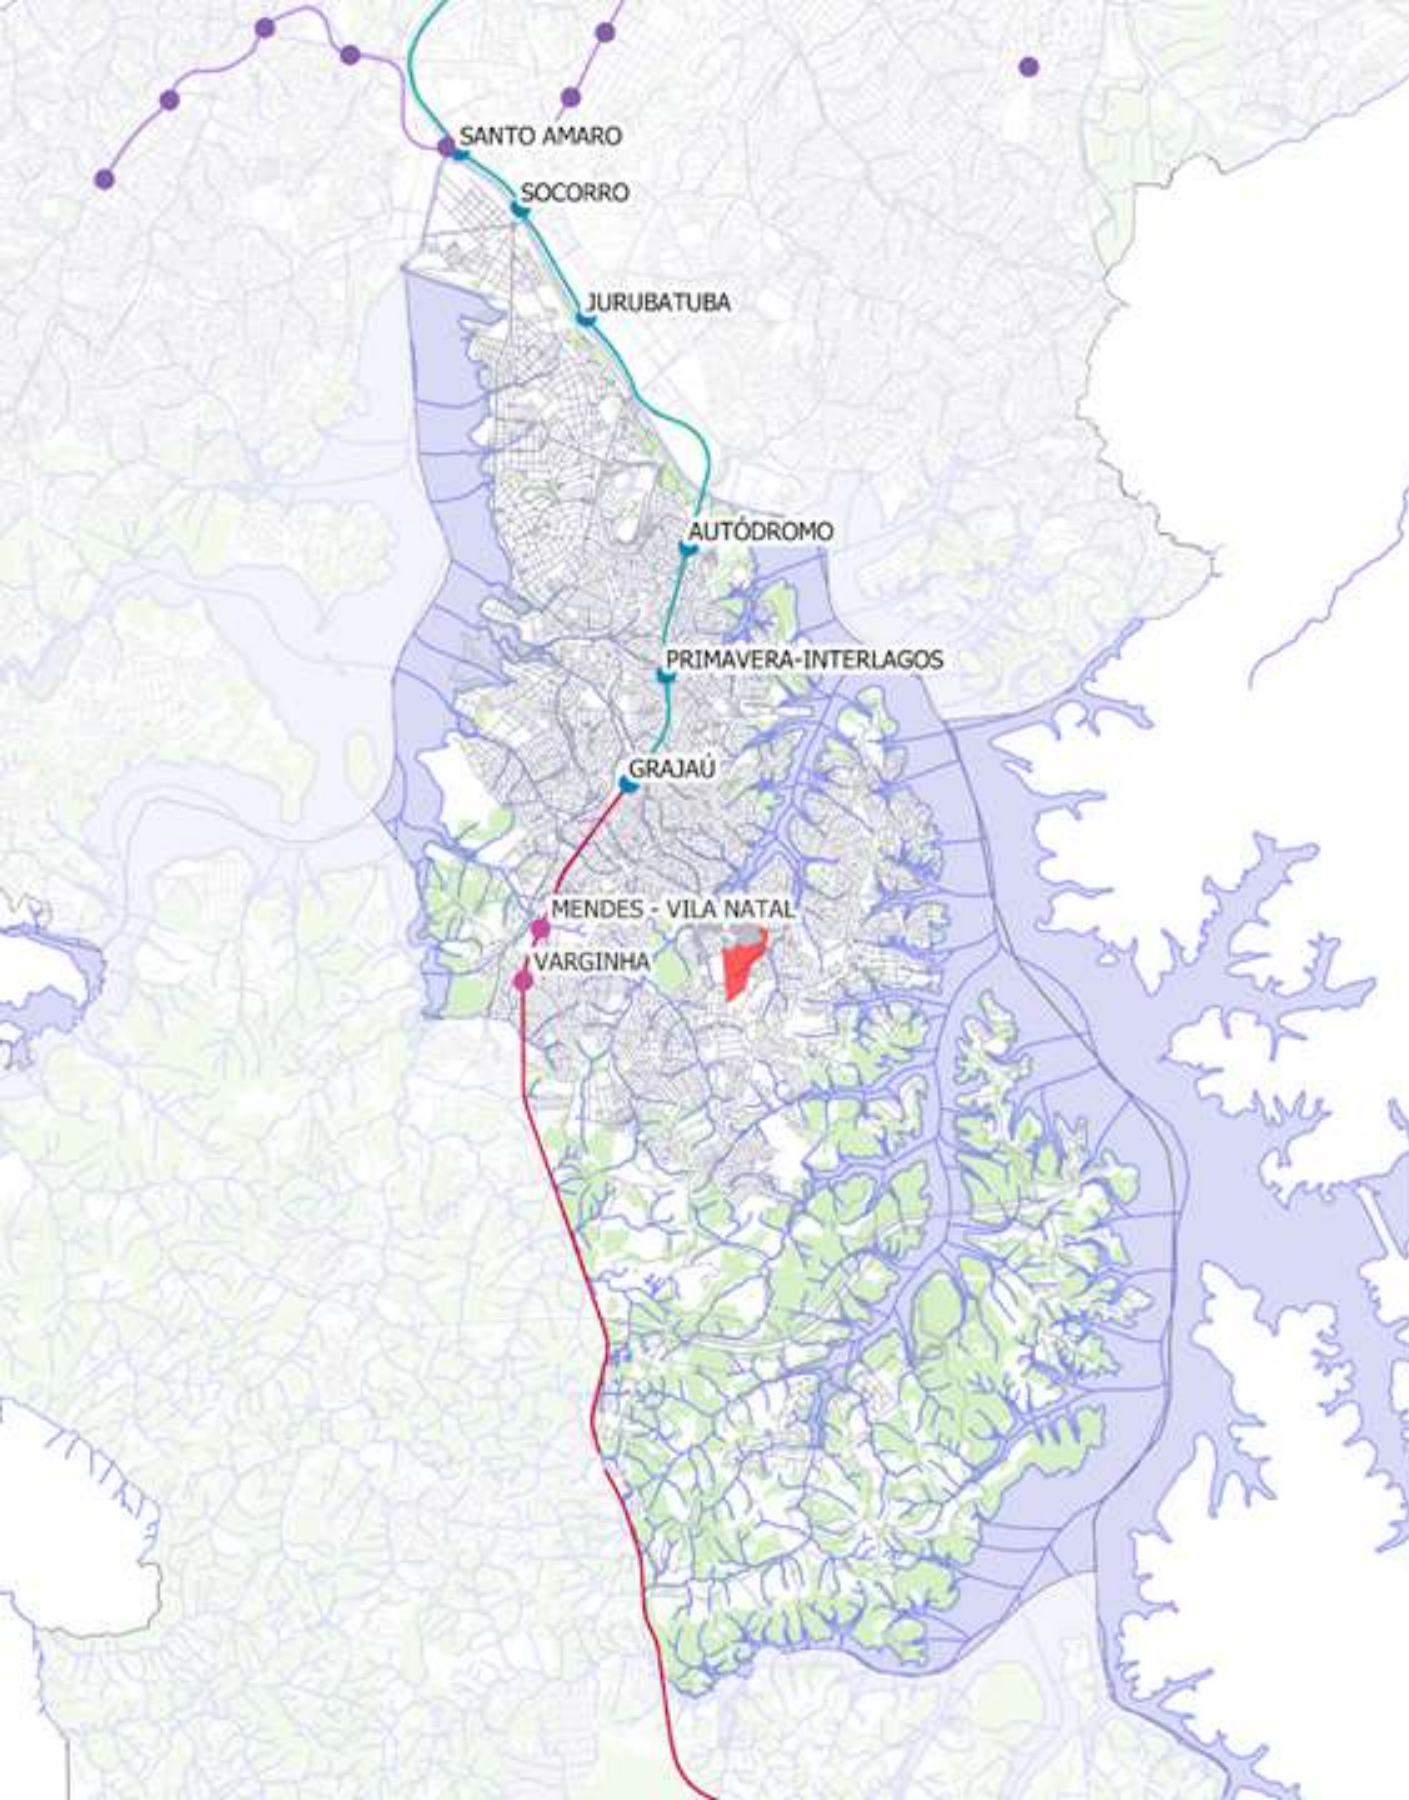 SANTO AMARO
SOCORRO
JURUBATUBA
AUTÓDROMO
PRIMAVERA-INTERLAGOS
GRAJAÚ
MENDES - VILA NATAL
VARGINHA